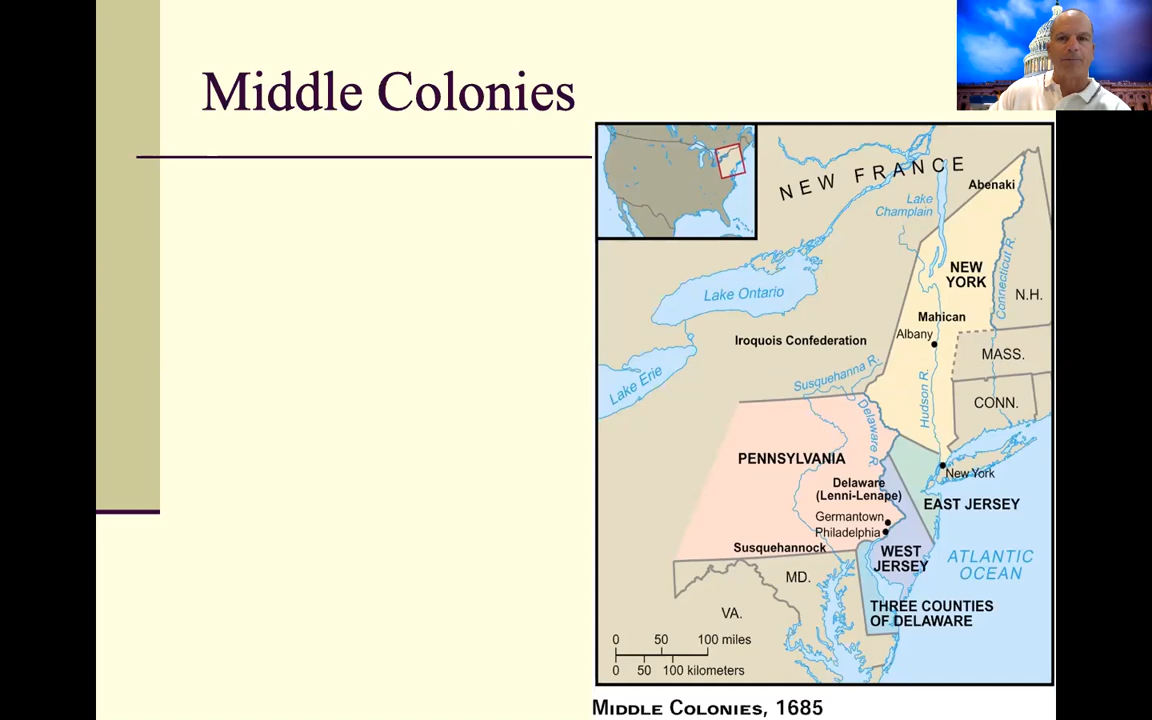 Middle Colonies
NEW FRANCE
Abenaki
Lake
Champlain
NEW
YORK
Connecticut R.
N.H.
Lake Ontario
Mahican
Albany
Iroquois Confederation
MASS.
Susquehanna R.
Lake Erie
Hudson R.
CONN.
Delaware R.
PENNSYLVANIA
New York
Delaware
(Lenni-Lenape)
EAST JERSEY
Germantown
Philadelphia
Susquehannock
WEST
JERSEY
ATLANTIC
OCEAN
MD.
VA.
THREE COUNTIES
OF DELAWARE
0 50 100 miles
0 50 100 kilometers
MIDDLE COLONIES, 1685